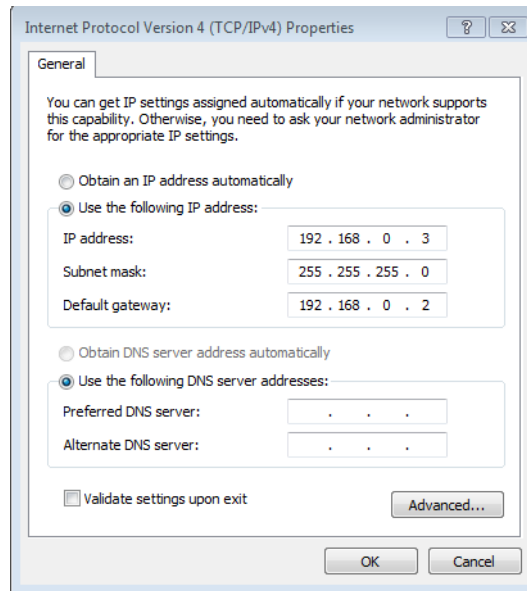 Internet Protocol Version 4 (TCP/IPv4) Properties
General
You can get IP settings assigned automatically if your network supports
this capability. Otherwise, you need to ask your network administrator
for the appropriate IP settings.
Obtain an IP address automatically
Use the following IP address:
IP address: 192 . 168 . 0 . 3
Subnet mask: 255 . 255 . 255 . 0
Default gateway: 192 . 168 . 0 . 2
Obtain DNS server address automatically
Use the following DNS server addresses:
Preferred DNS server: . . .
Alternate DNS server: . . .
Validate settings upon exit
Advanced...
OK Cancel